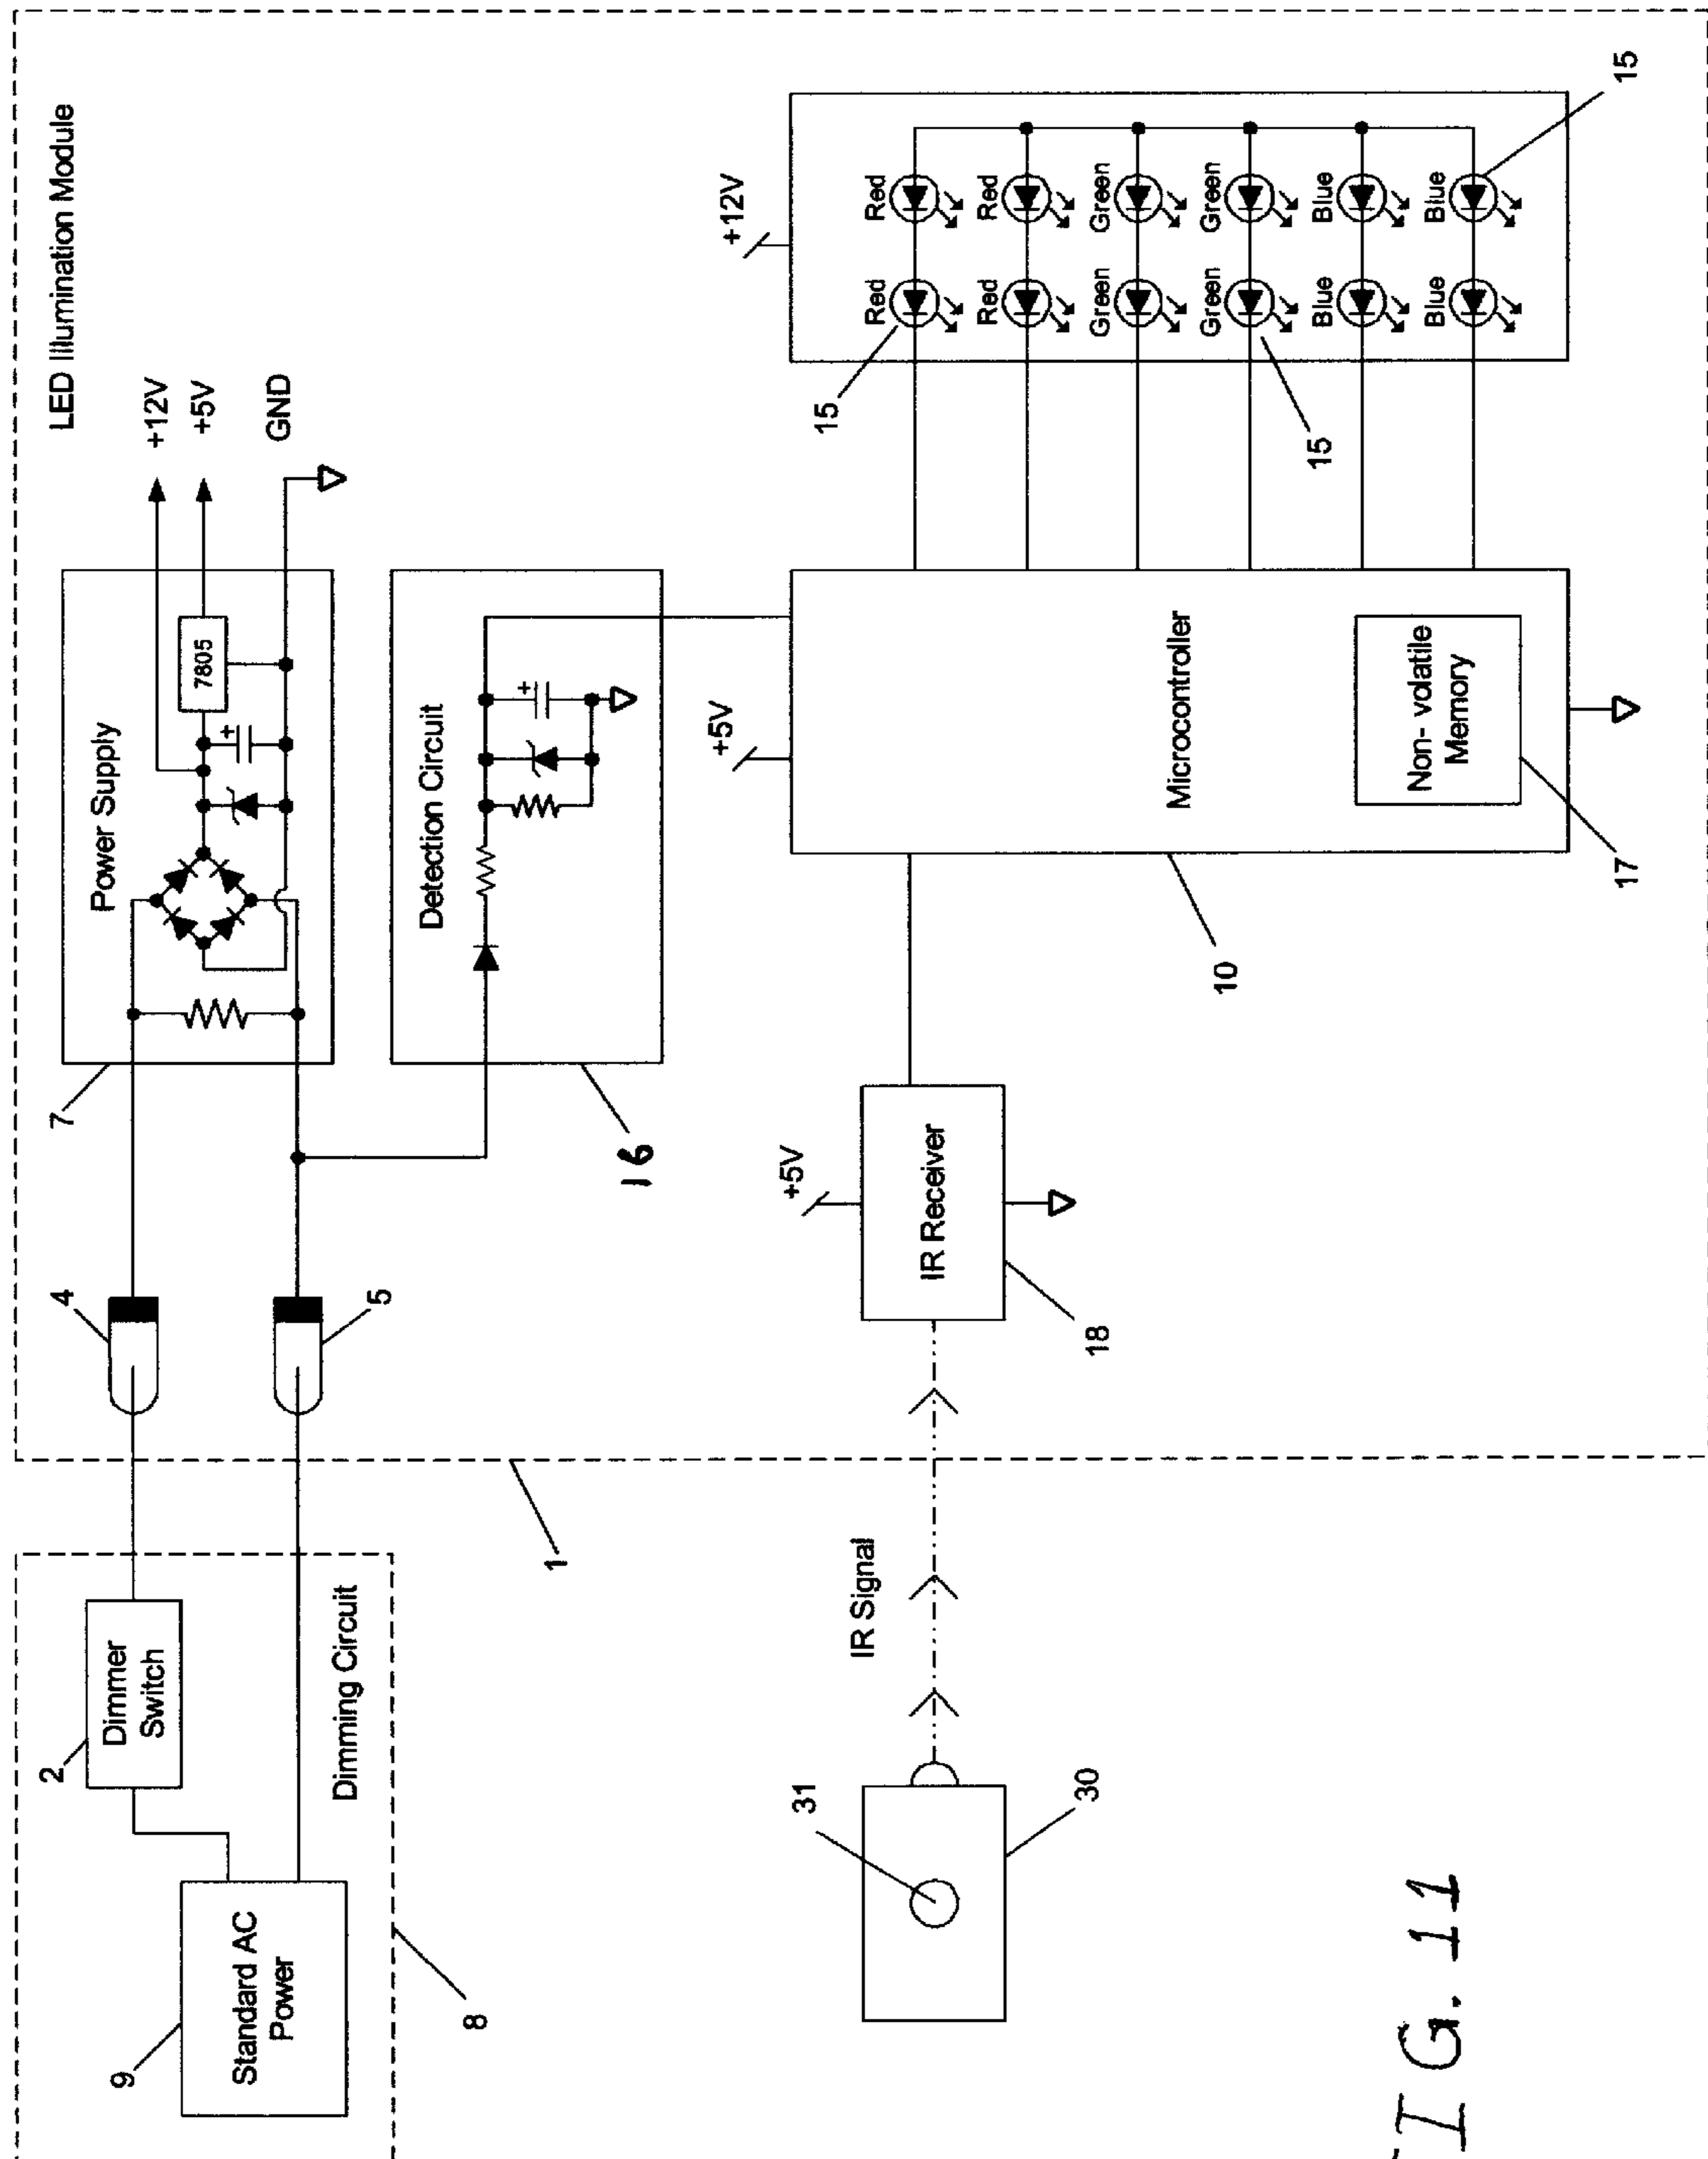 LED Illumination Module
9
Standard AC
Power
2
Dimmer
Switch
Dimming Circuit
8
1
4
5
7
Power Supply
7805
+
+12V
+5V
GND
16
Detection Circuit
+
31
30
IR Signal
+5V
IR Receiver
18
+5V
10
Microcontroller
Non- volatile
Memory
17
+12V
15
Red Red
Red Red
Green Green
Green Green
15
Blue Blue
Blue Blue
15
IG. 11